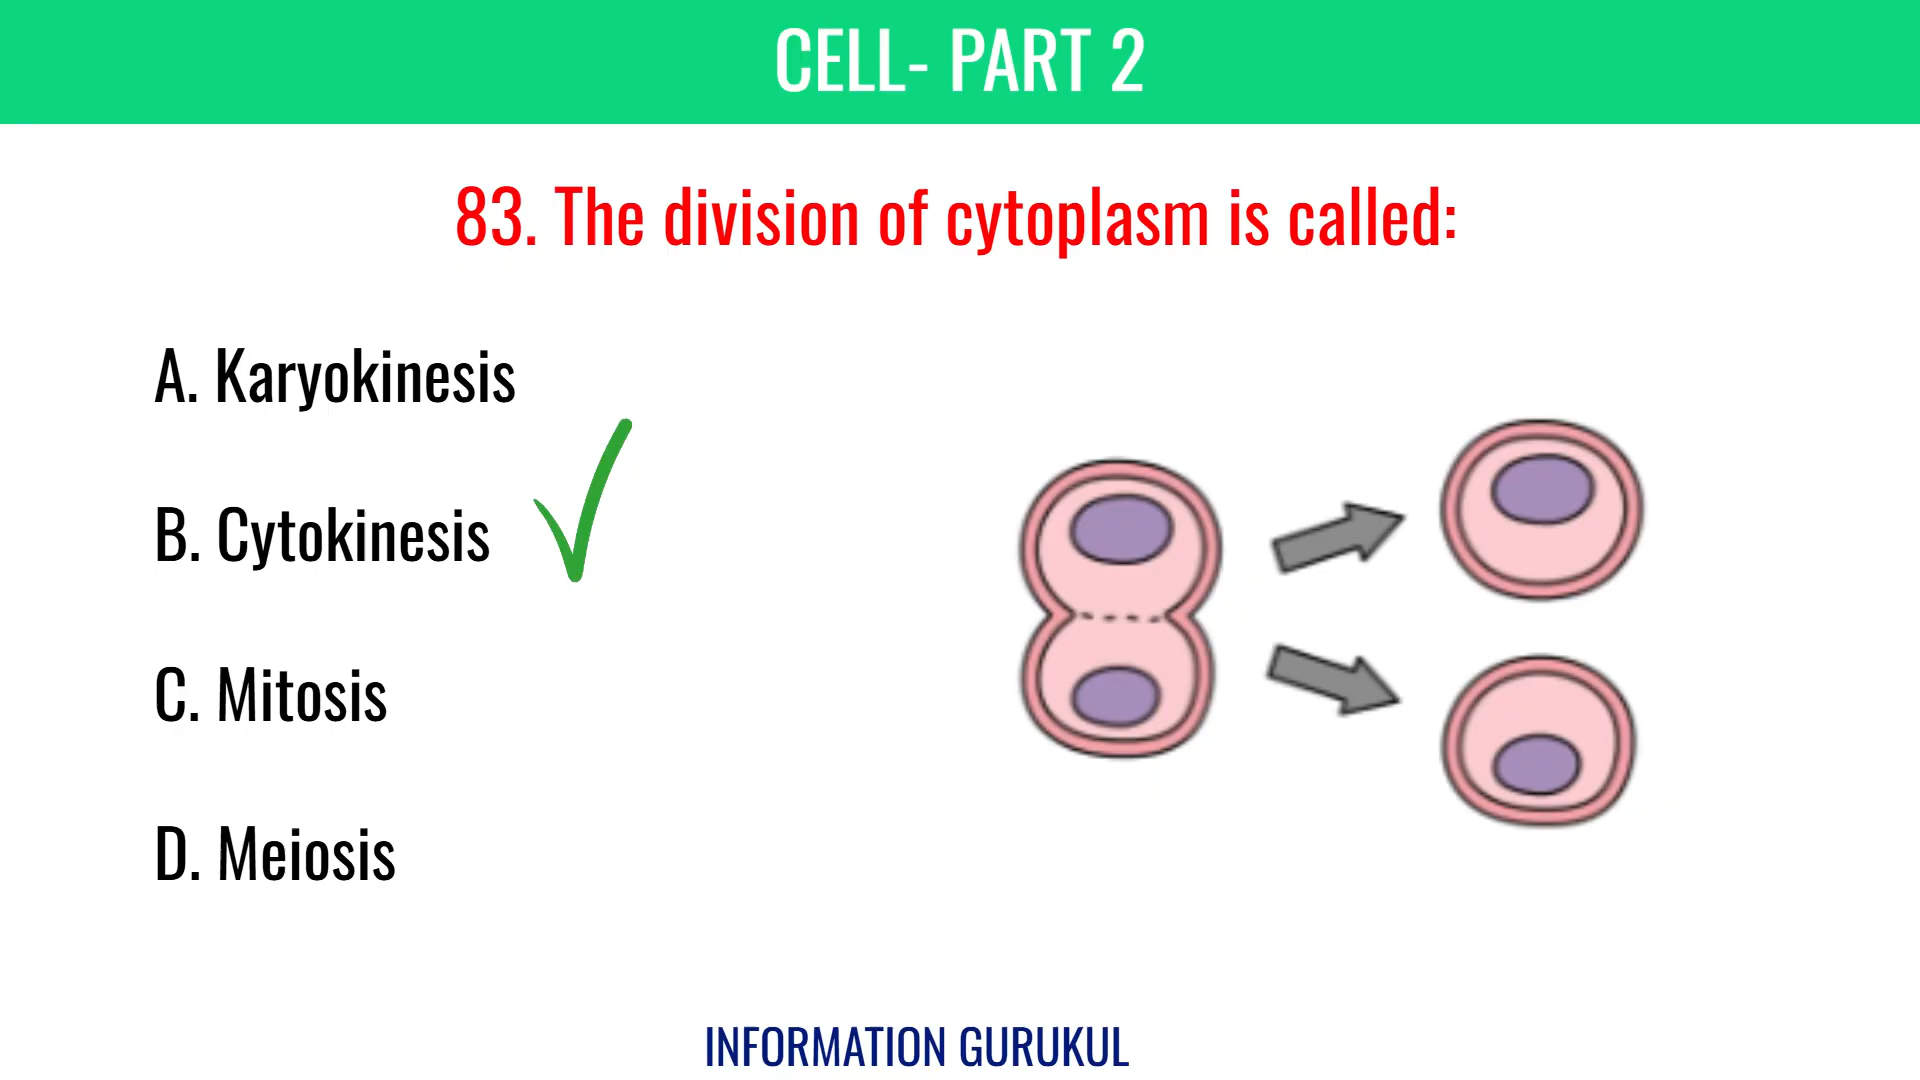 CELL- PART 2
83. The division of cytoplasm is called:
A. Karyokinesis
B. Cytokinesis
C. Mitosis
D. Meiosis
INFORMATION GURUKUL